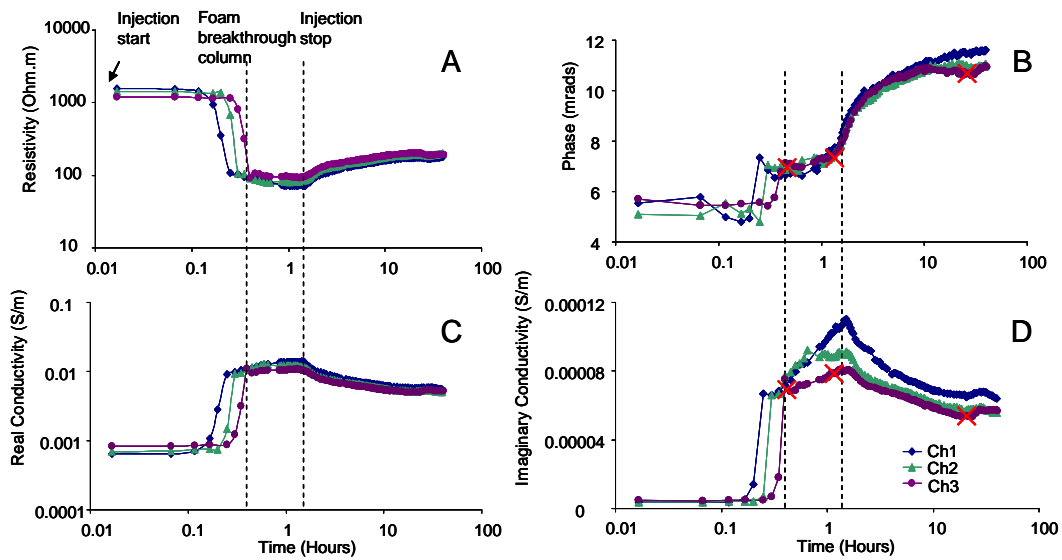 Injection start
Foam breakthrough column
Injection stop
A
Resistivity (Ohm.m)
10000
1000
100
10
0.01
0.1
1
10
100
B
Phase (mrads)
12
10
8
6
4
0.01
0.1
1
10
100
C
Real Conductivity (S/m)
0.1
0.01
0.001
0.0001
0.01
0.1
1
10
100
Time (Hours)
D
Imaginary Conductivity (S/m)
0.00012
0.00008
0.00004
0
0.01
0.1
1
10
100
Time (Hours)
Ch1
Ch2
Ch3